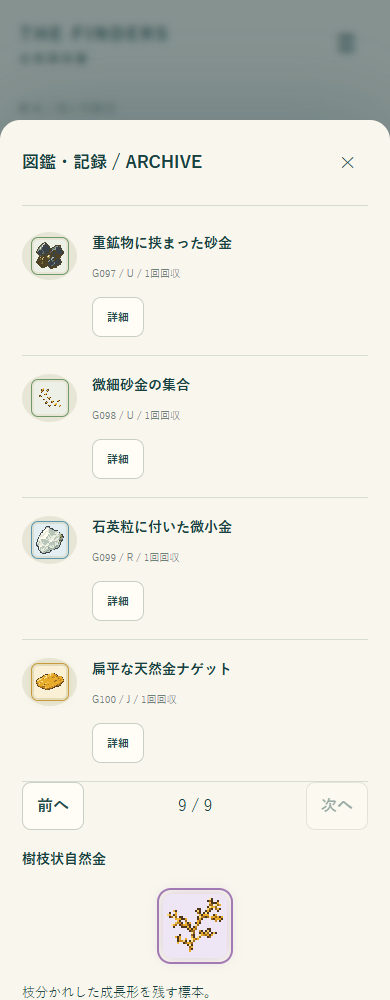 THE FINDERS
図鑑・記録 / ARCHIVE
重鉱物に挟まった砂金
G097 / U / 1回回収
詳細
微細砂金の集合
G098 / U / 1回回収
詳細
石英粒に付いた微小金
G099 / R / 1回回収
詳細
扁平な天然金ナゲット
G100 / J / 1回回収
詳細
前へ
9 / 9
次へ
樹枝状自然金
枝分かれした成長形を残す標本。